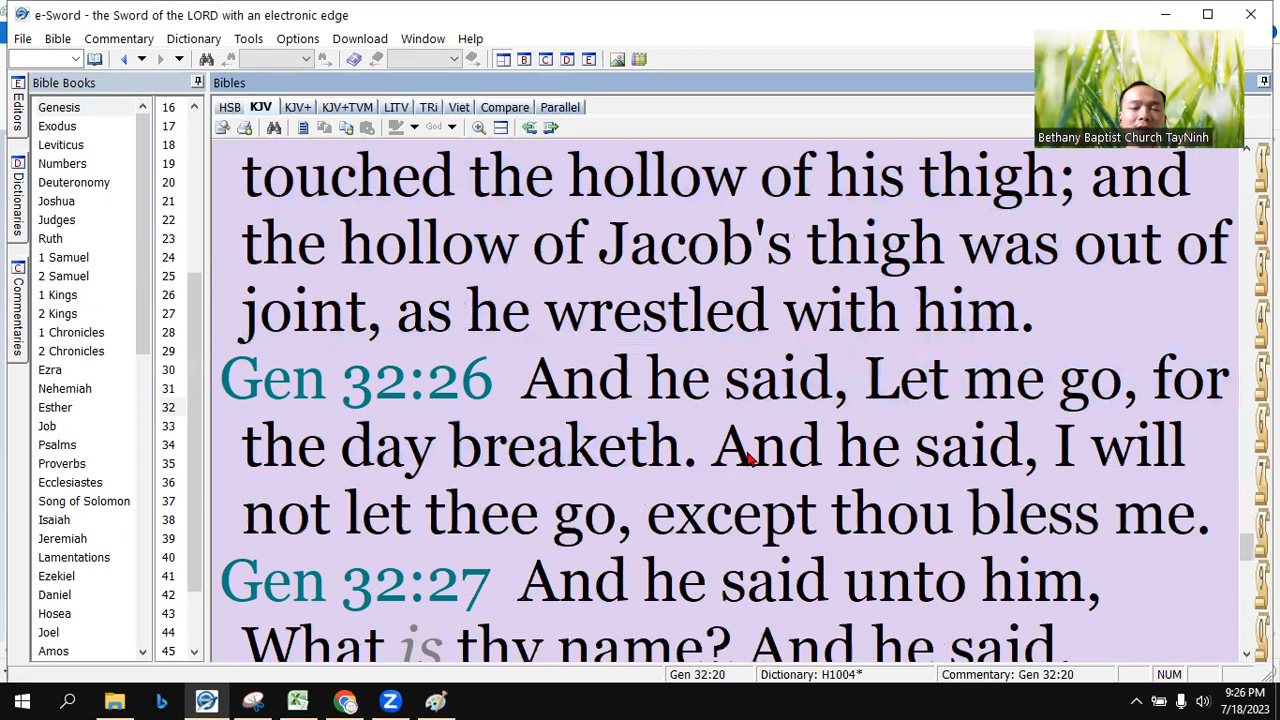 e-Sword - the Sword of the LORD with an electronic edge
File Bible Commentary Dictionary Tools Options Download Window Help
B C D E
Bible Books
Bibles
Editors
Dictionaries
Commentaries
HSB KJV KJV+ KJV+TVM LITV TRi Viet Compare Parallel
God
Genesis 16
Exodus 17
Leviticus 18
Numbers 19
Deuteronomy 20
Joshua 21
Judges 22
Ruth 23
1 Samuel 24
2 Samuel 25
1 Kings 26
2 Kings 27
1 Chronicles 28
2 Chronicles 29
Ezra 30
Nehemiah 31
Esther 32
Job 33
Psalms 34
Proverbs 35
Ecclesiastes 36
Song of Solomon 37
Isaiah 38
Jeremiah 39
Lamentations 40
Ezekiel 41
Daniel 42
Hosea 43
Joel 44
Amos 45
Bethany Baptist Church TayNinh
touched the hollow of his thigh; and
the hollow of Jacob's thigh was out of
joint, as he wrestled with him.
Gen 32:26 And he said, Let me go, for
the day breaketh. And he said, I will
not let thee go, except thou bless me.
Gen 32:27 And he said unto him,
What is thy name? And he said,
Gen 32:20 Dictionary: H1004* Commentary: Gen 32:20 NUM
9:26 PM
7/18/2023